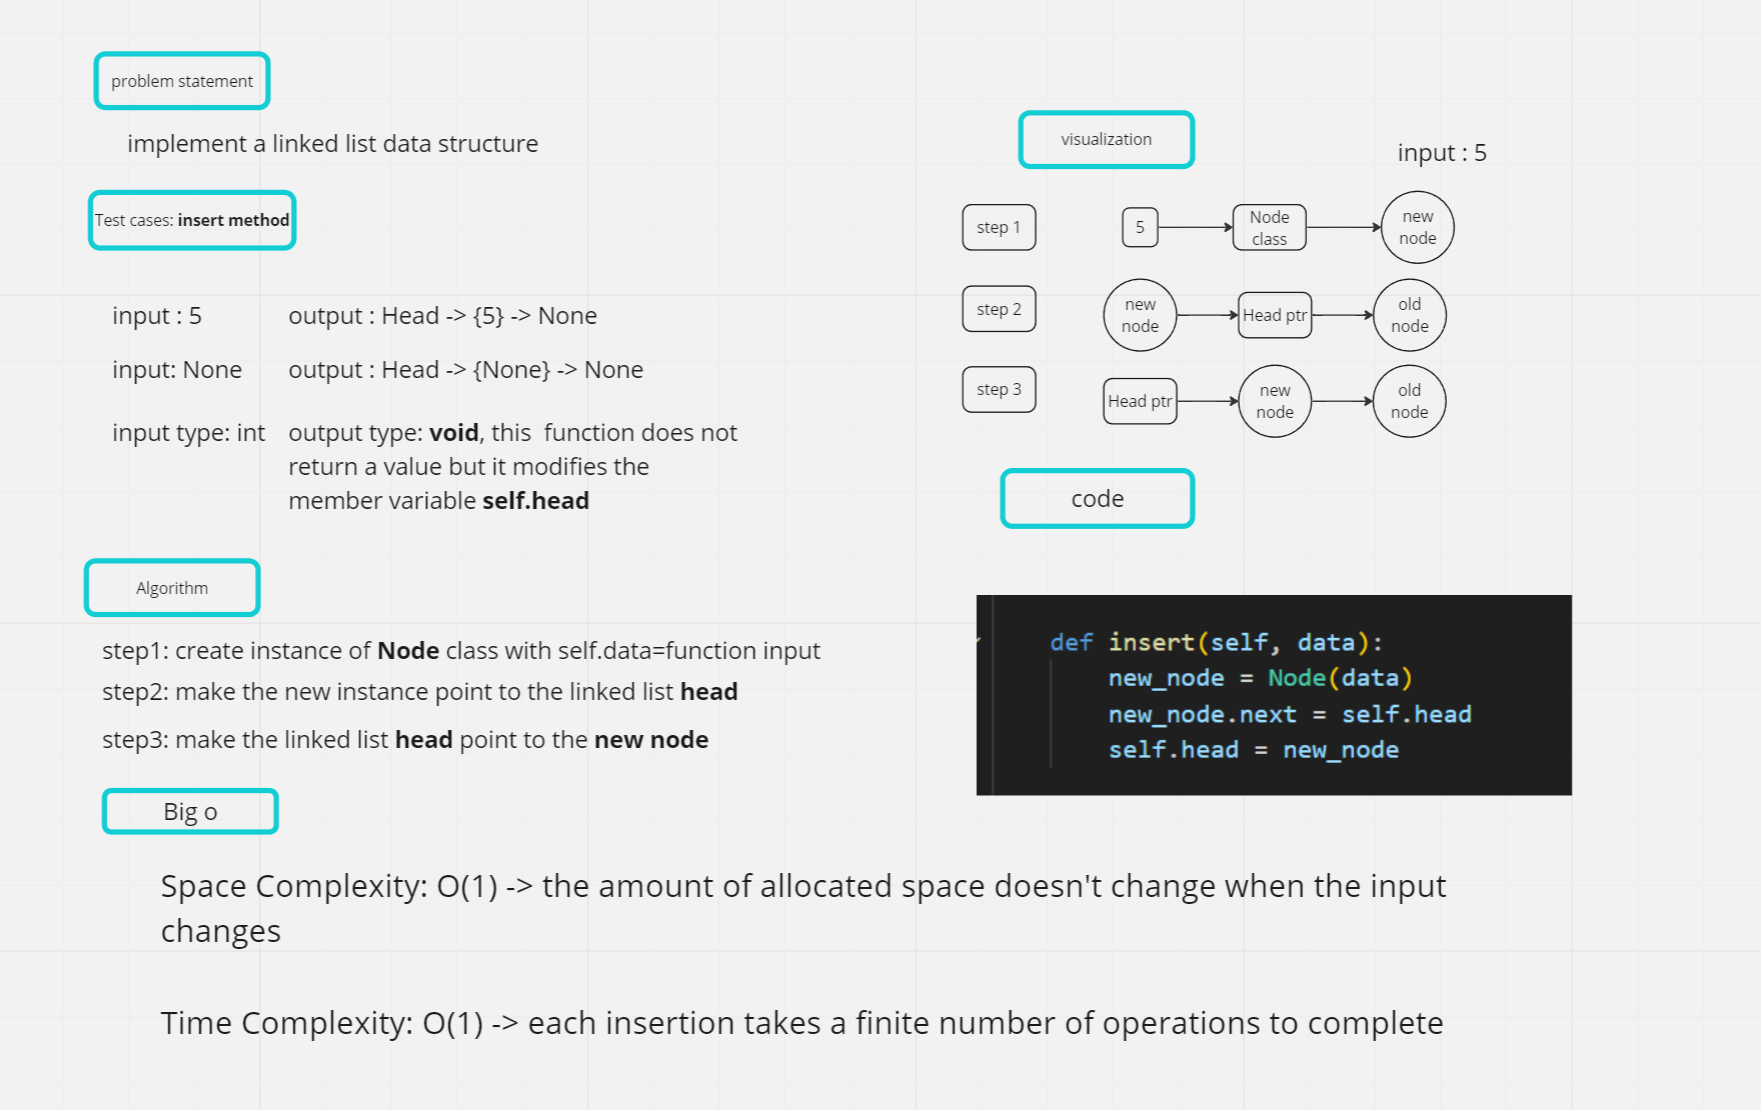 problem statement
implement a linked list data structure
Test cases: insert method
input : 5
output : Head -> {5} -> None
input: None
output : Head -> {None} -> None
input type: int
output type: void, this function does not
return a value but it modifies the
member variable self.head
Algorithm
step1: create instance of Node class with self.data=function input
step2: make the new instance point to the linked list head
step3: make the linked list head point to the new node
visualization
input : 5
step 1
5
Node
class
new
node
step 2
new
node
Head ptr
old
node
step 3
Head ptr
new
node
old
node
code
def insert(self, data):
new_node = Node(data)
new_node.next = self.head
self.head = new_node
Big o
Space Complexity: O(1) -> the amount of allocated space doesn't change when the input
changes
Time Complexity: O(1) -> each insertion takes a finite number of operations to complete